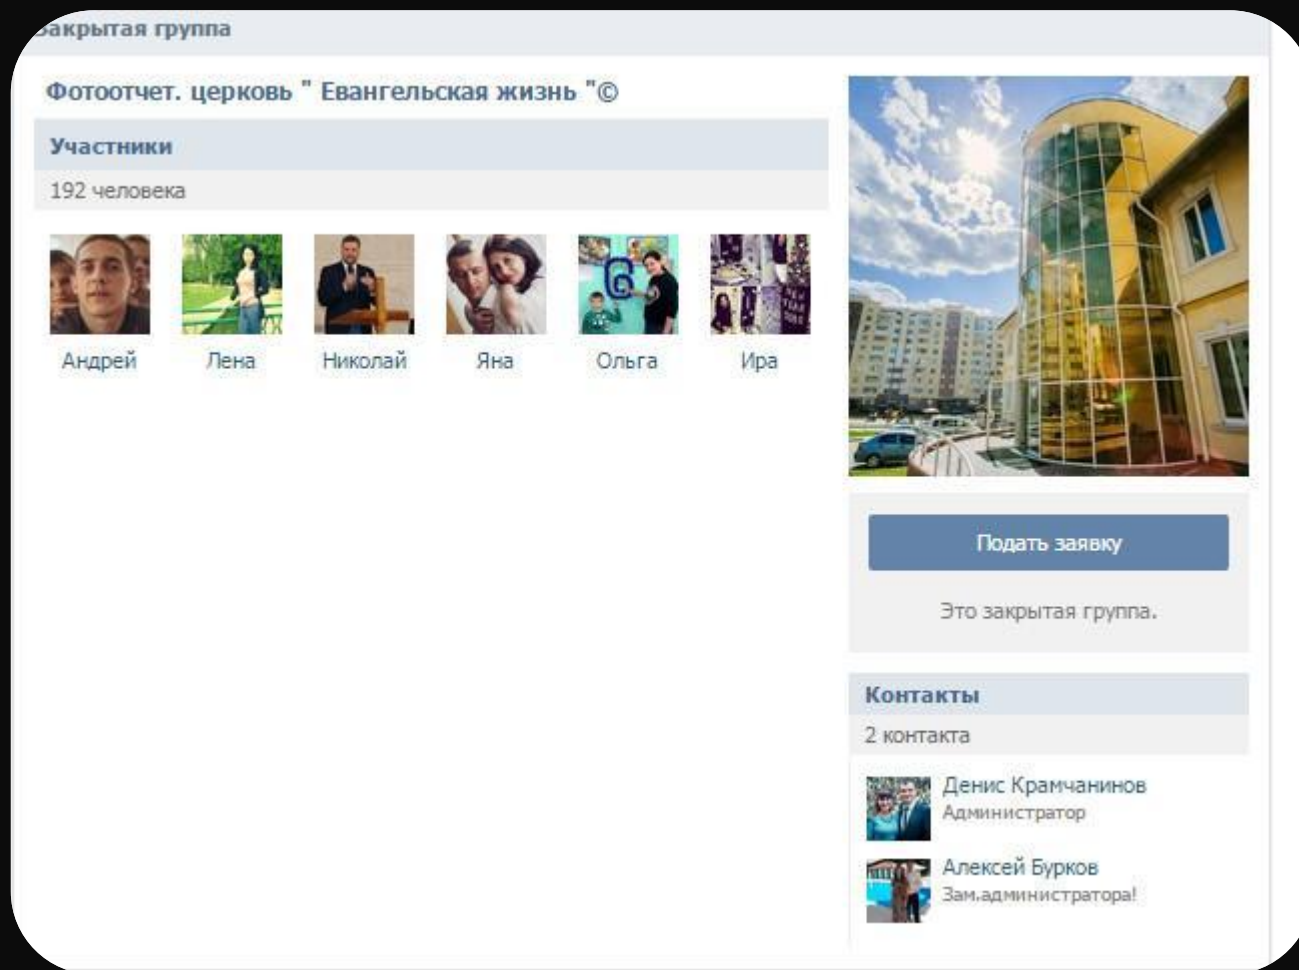 Закрытая группа
Фотоотчет. церковь " Евангельская жизнь "©
Участники
192 человека
Андрей
Лена
Николай
Яна
Ольга
Ира
Подать заявку
Это закрытая группа.
Контакты
2 контакта
Денис Крамчанинов
Администратор
Алексей Бурков
Зам.администратора!